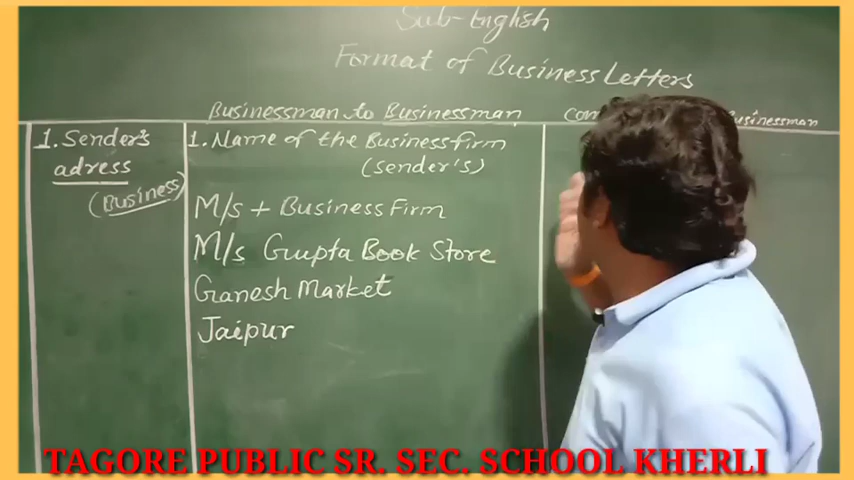 Sub-English
Format of Business Letters
Businessman to Businessman
Businessman
1. Sender's
adress
(Business)
1. Name of the Business firm
(sender's)
M/s + Business Firm
M/s Gupta Book Store
Ganesh Market
Jaipur
TAGORE PUBLIC SR. SEC. SCHOOL KHERLI